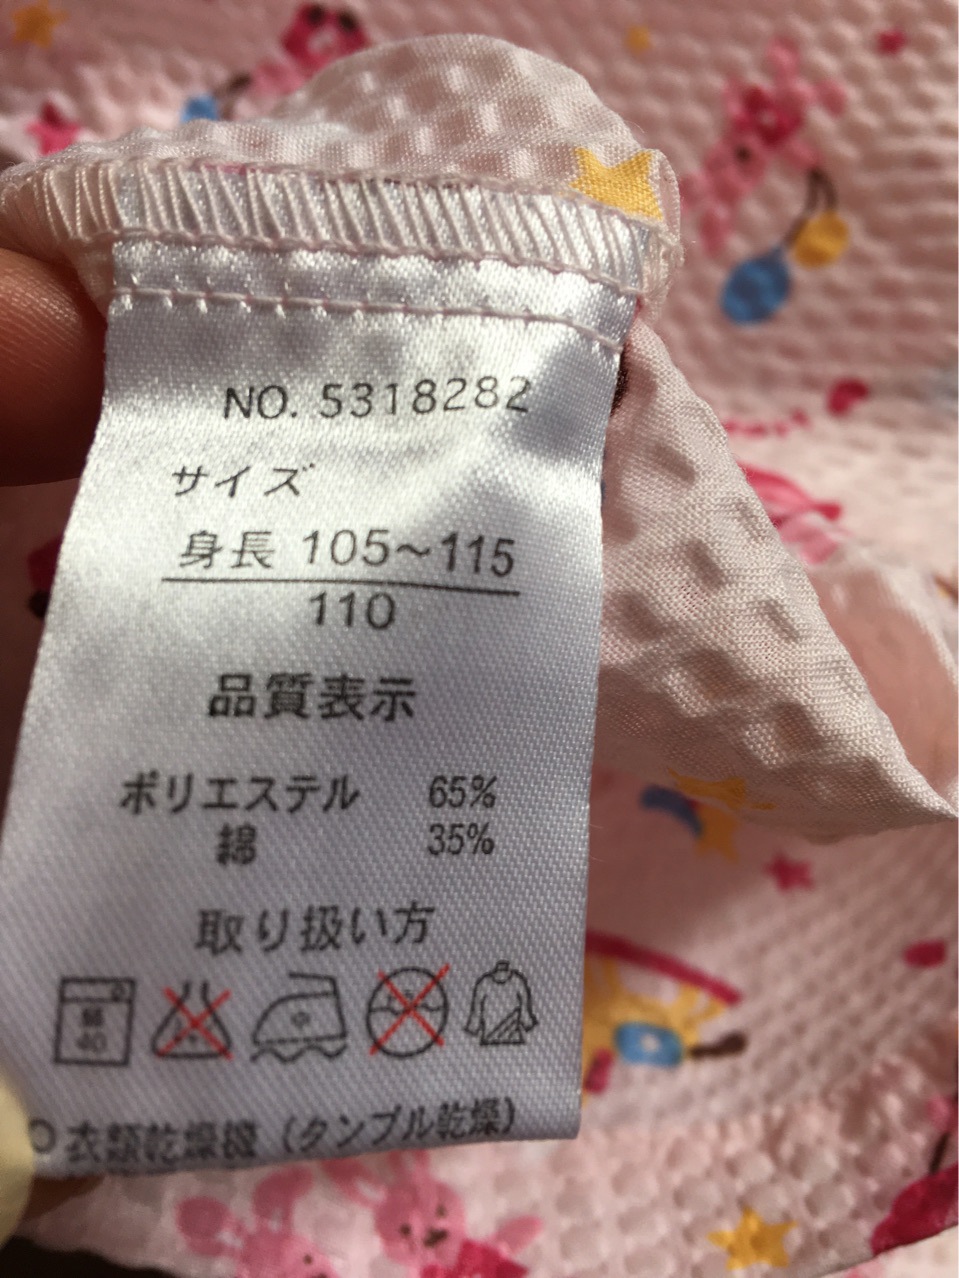 NO. 5318282
サイズ
身長 105~115
110
品質表示
ポリエステル 65%
綿 35%
取り扱い方
40
衣類乾燥機(タンブル乾燥)